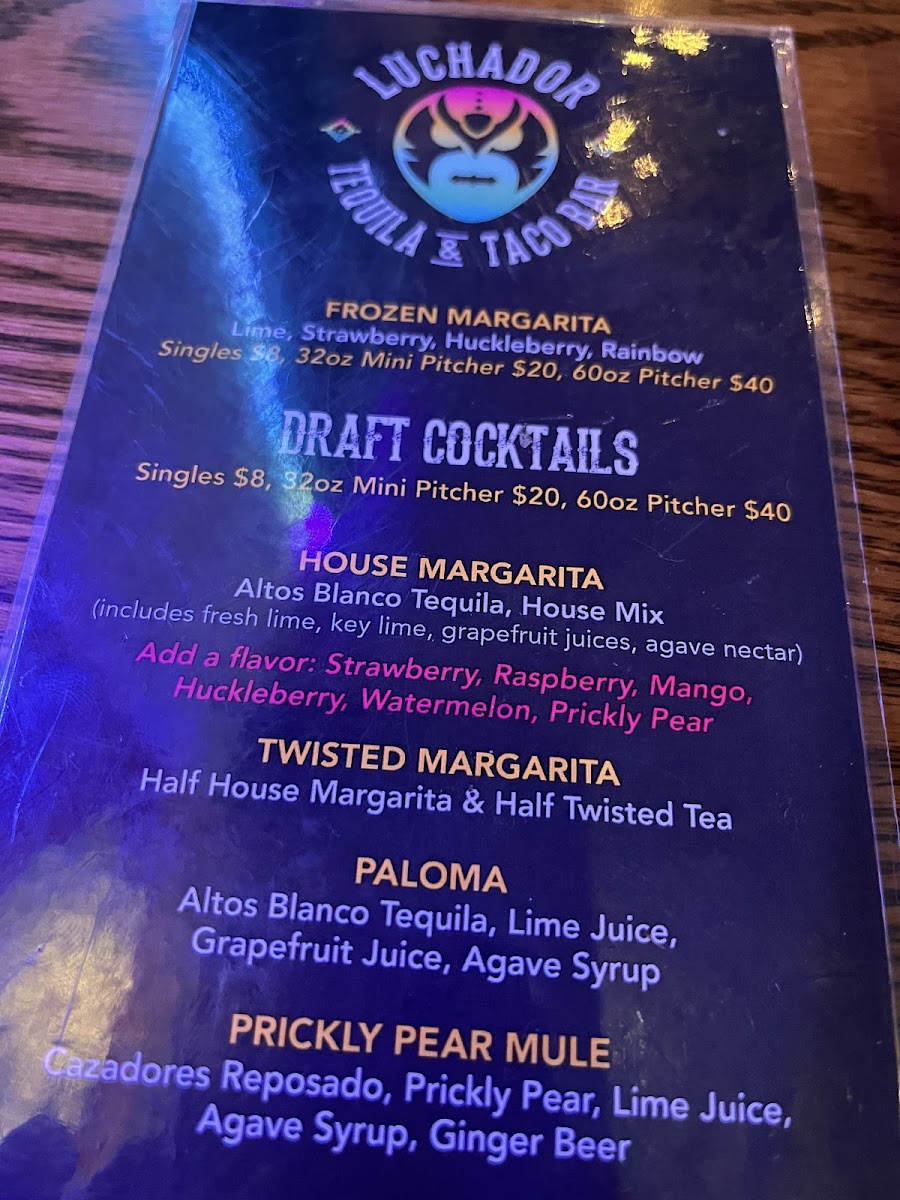 LUCHADOR
TEQUILA & TACO BAR
FROZEN MARGARITA
Lime, Strawberry, Huckleberry, Rainbow
Singles $8, 32oz Mini Pitcher $20, 60oz Pitcher $40
DRAFT COCKTAILS
Singles $8, 32oz Mini Pitcher $20, 60oz Pitcher $40
HOUSE MARGARITA
Altos Blanco Tequila, House Mix
(includes fresh lime, key lime, grapefruit juices, agave nectar)
Add a flavor: Strawberry, Raspberry, Mango,
Huckleberry, Watermelon, Prickly Pear
TWISTED MARGARITA
Half House Margarita & Half Twisted Tea
PALOMA
Altos Blanco Tequila, Lime Juice,
Grapefruit Juice, Agave Syrup
PRICKLY PEAR MULE
Cazadores Reposado, Prickly Pear, Lime Juice,
Agave Syrup, Ginger Beer